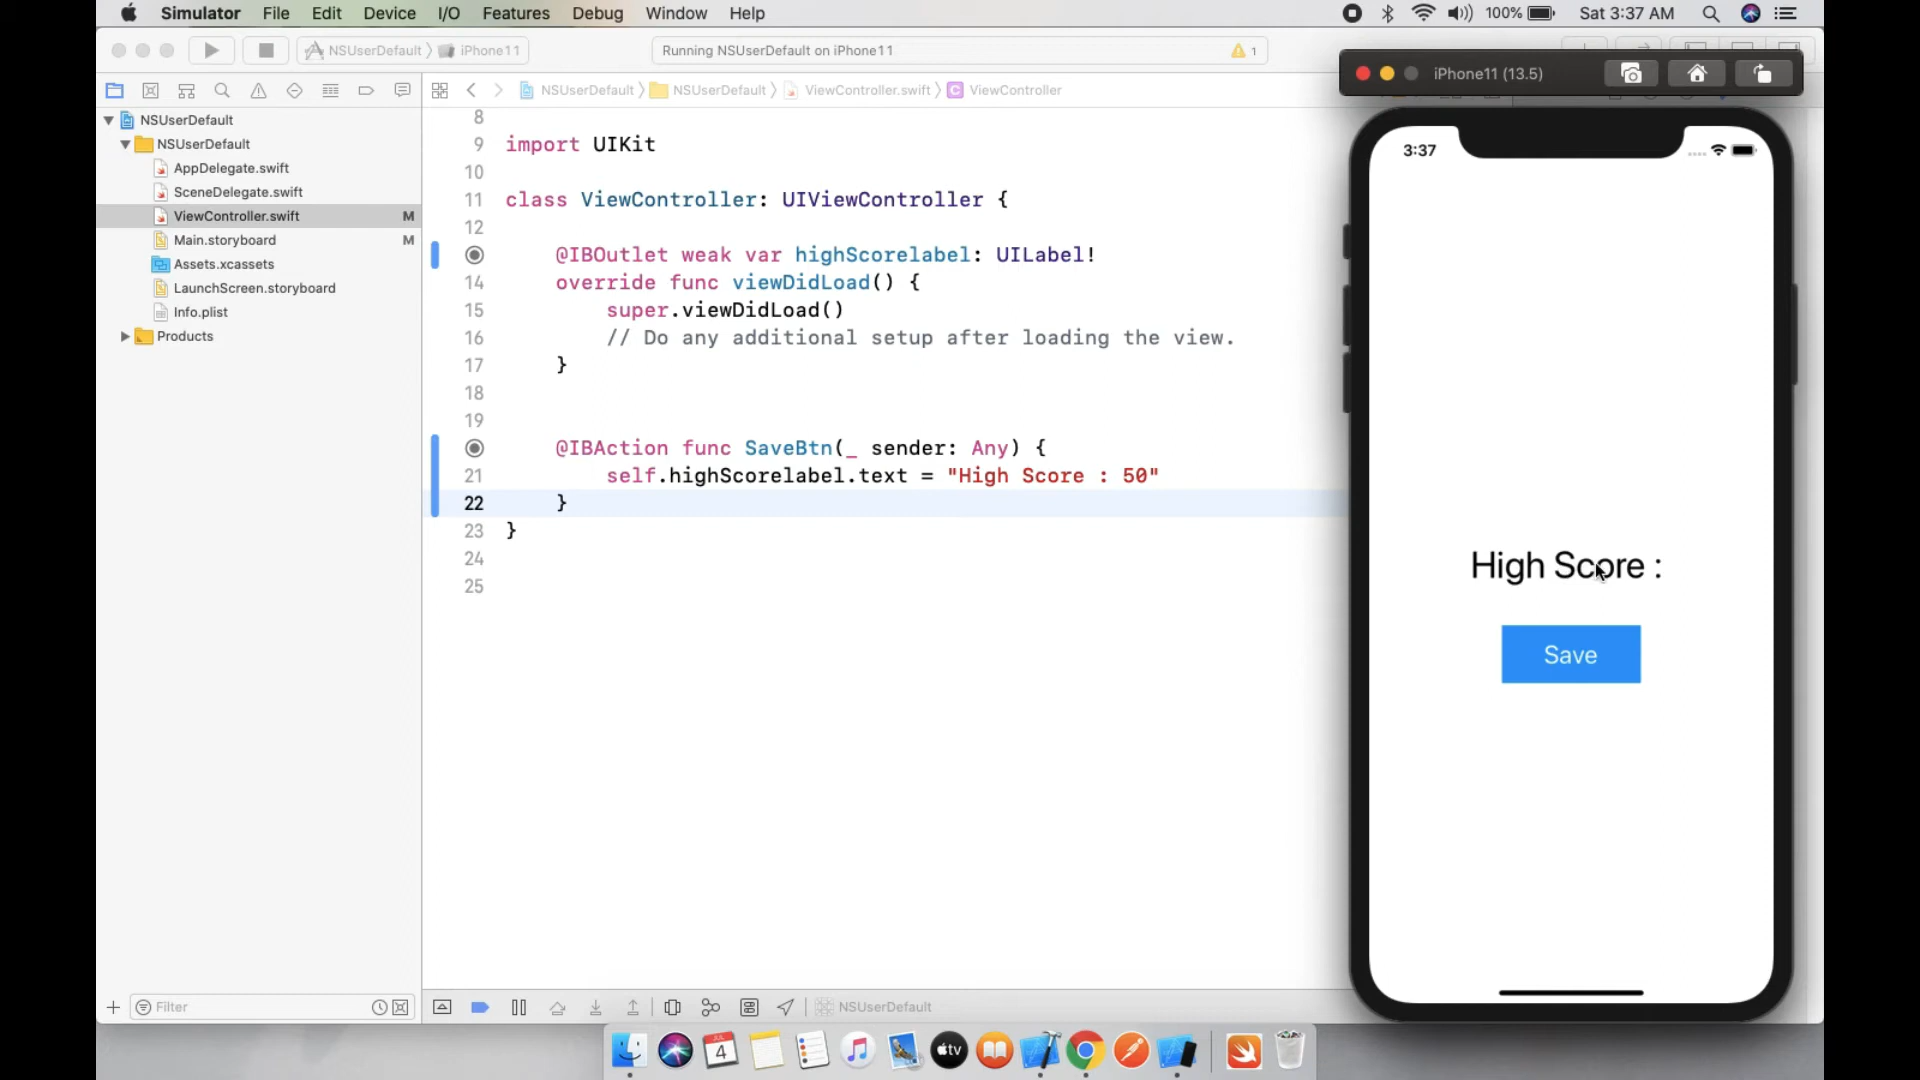 Simulator File Edit Device I/O Features Debug Window Help
100% Sat 3:37 AM
NSUserDefault iPhone11
Running NSUserDefault on iPhone11
1
iPhone11 (13.5)
NSUserDefault NSUserDefault ViewController.swift C ViewController
NSUserDefault
NSUserDefault
AppDelegate.swift
SceneDelegate.swift
ViewController.swift M
Main.storyboard M
Assets.xcassets
LaunchScreen.storyboard
Info.plist
Products
8
9 import UIKit
10
11 class ViewController: UIViewController {
12
@IBOutlet weak var highScorelabel: UILabel!
14 override func viewDidLoad() {
15 super.viewDidLoad()
16 // Do any additional setup after loading the view.
17 }
18
19
@IBAction func SaveBtn(_ sender: Any) {
21 self.highScorelabel.text = "High Score : 50"
22 }
23 }
24
25
3:37
High Score :
Save
Filter
NSUserDefault
JUL
4
tv